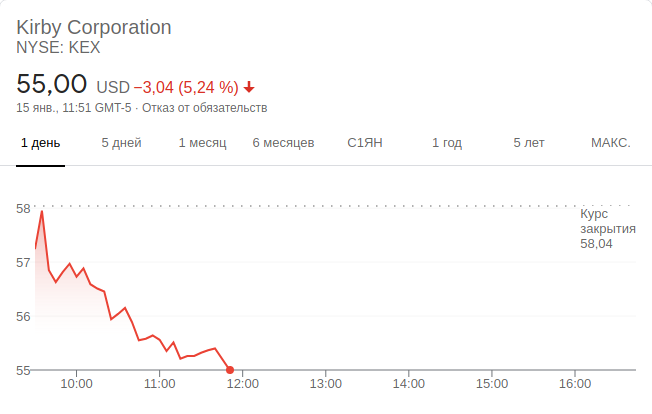 Kirby Corporation
NYSE: KEX
55,00 USD −3,04 (5,24 %)
15 янв., 11:51 GMT-5 · Отказ от обязательств
1 день 5 дней 1 месяц 6 месяцев С1ЯН 1 год 5 лет МАКС.
58
Курс
закрытия
58,04
57
56
55
10:00 11:00 12:00 13:00 14:00 15:00 16:00